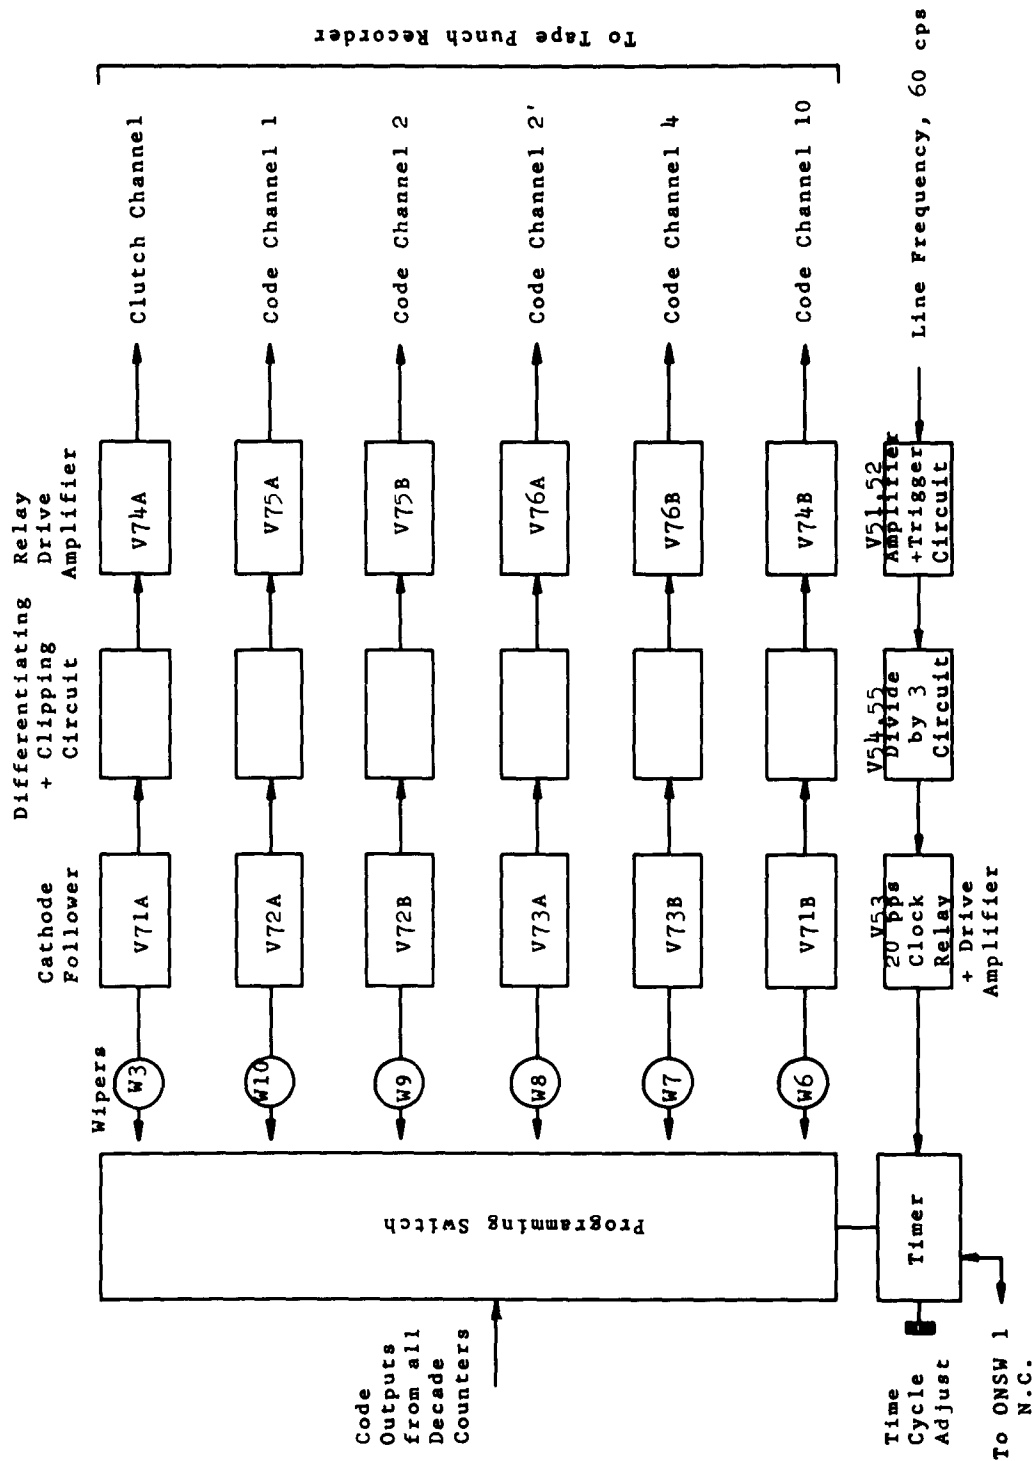 Differentiating
+ Clipping
Circuit
Relay
Drive
Amplifier
Cathode
Follower
Wipers
W3
V71A
V74A
Clutch Channel
W10
V72A
V75A
Code Channel 1
W9
V72B
V75B
Code Channel 2
W8
V73A
V76A
Code Channel 2'
W7
V73B
V76B
Code Channel 4
W6
V71B
V74B
Code Channel 10
To Tape Punch Recorder
Programming Switch
Code
Outputs
from all
Decade
Counters
Timer
Time
Cycle
Adjust
To ONSW 1
N.C.
V53
20 pps
Clock
Relay
+ Drive
Amplifier
V54,55
Divide
by 3
Circuit
V51,52
Amplifier
+Trigger
Circuit
Line Frequency, 60 cps